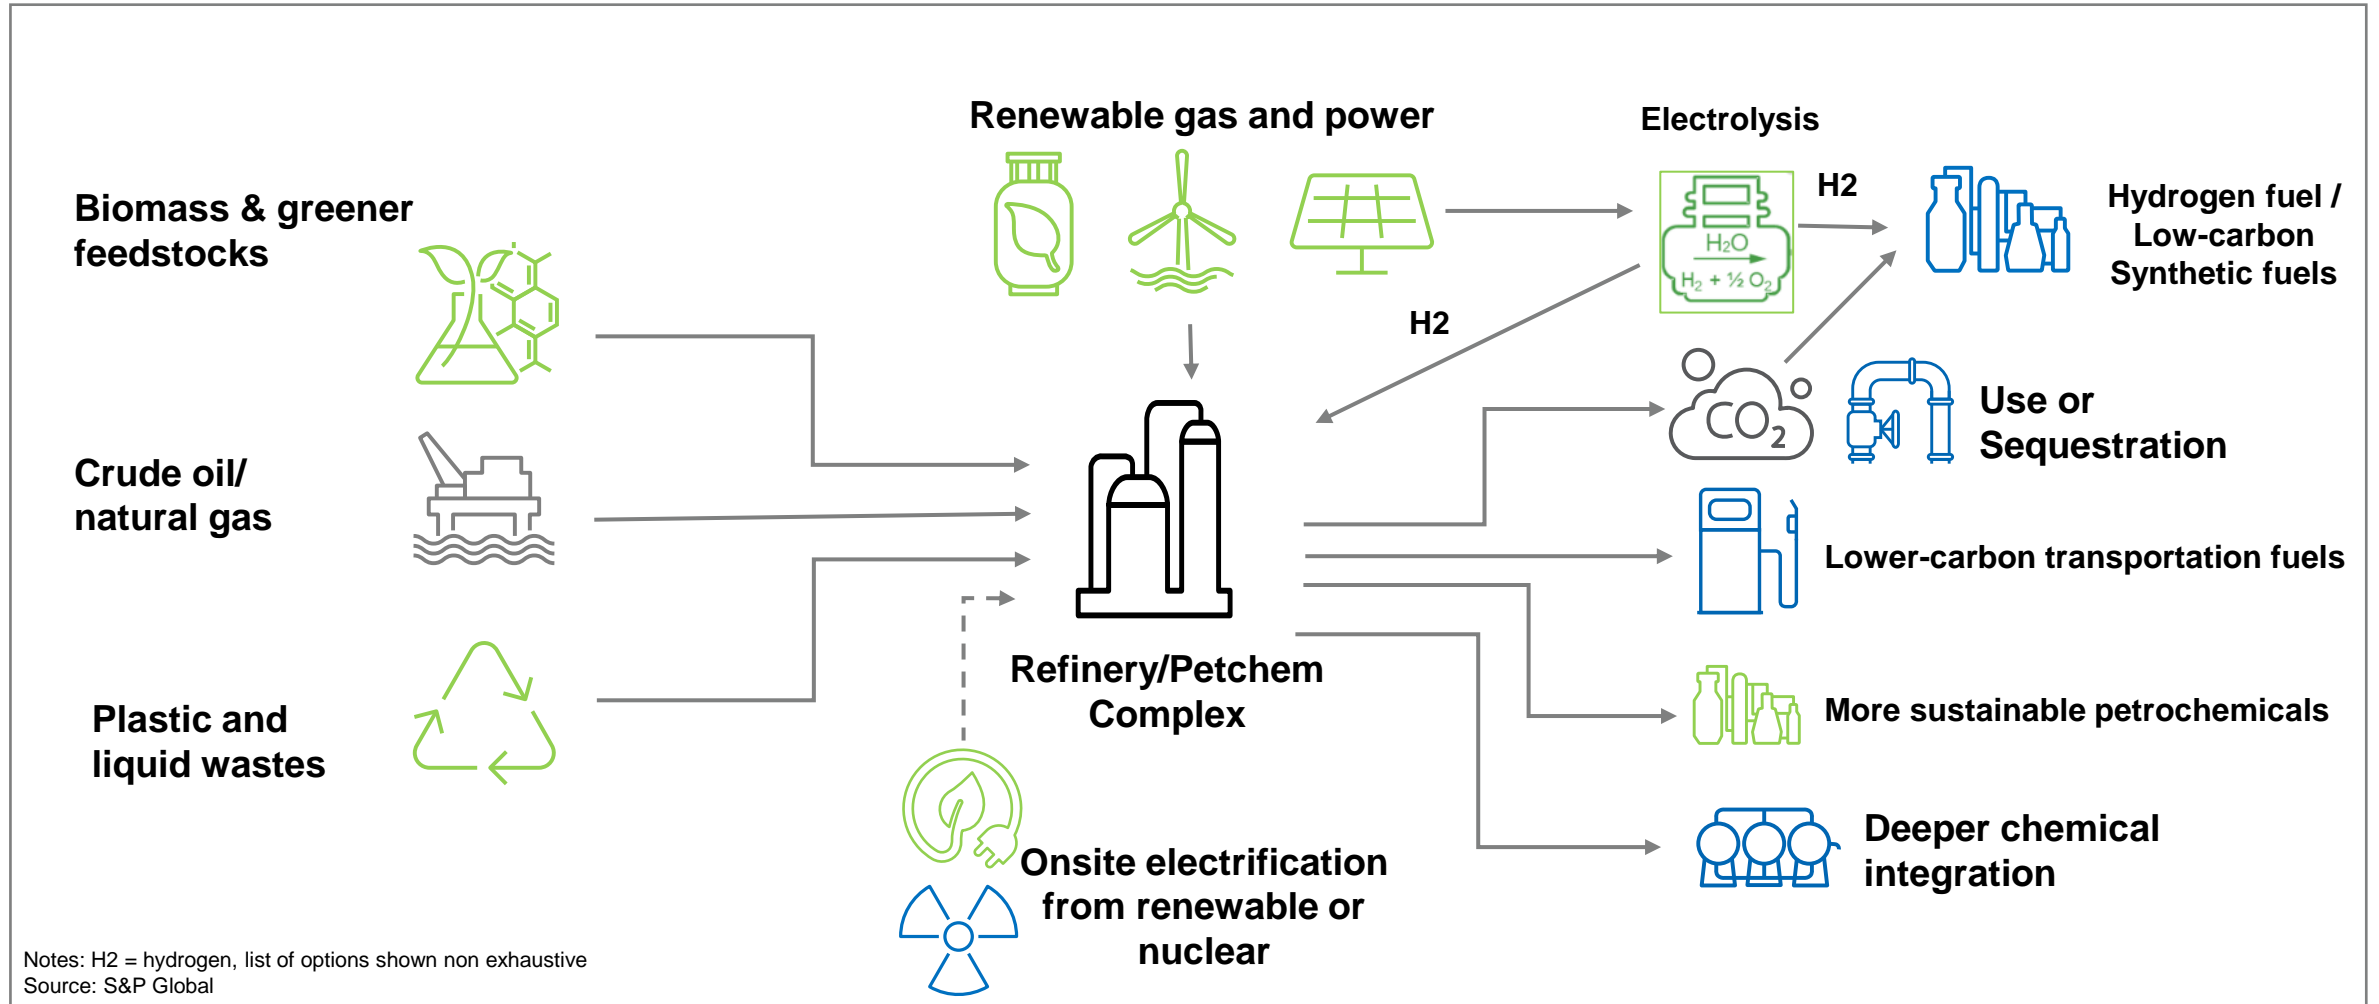 Renewable gas and power
Electrolysis
H2
Hydrogen fuel /
Low-carbon
Synthetic fuels
Biomass & greener
feedstocks
H₂O
H₂ + ½ O₂
H2
CO₂
Use or
Sequestration
Crude oil/
natural gas
Lower-carbon transportation fuels
Refinery/Petchem
Complex
More sustainable petrochemicals
Plastic and
liquid wastes
Deeper chemical
integration
Onsite electrification
from renewable or
nuclear
Notes: H2 = hydrogen, list of options shown non exhaustive
Source: S&P Global